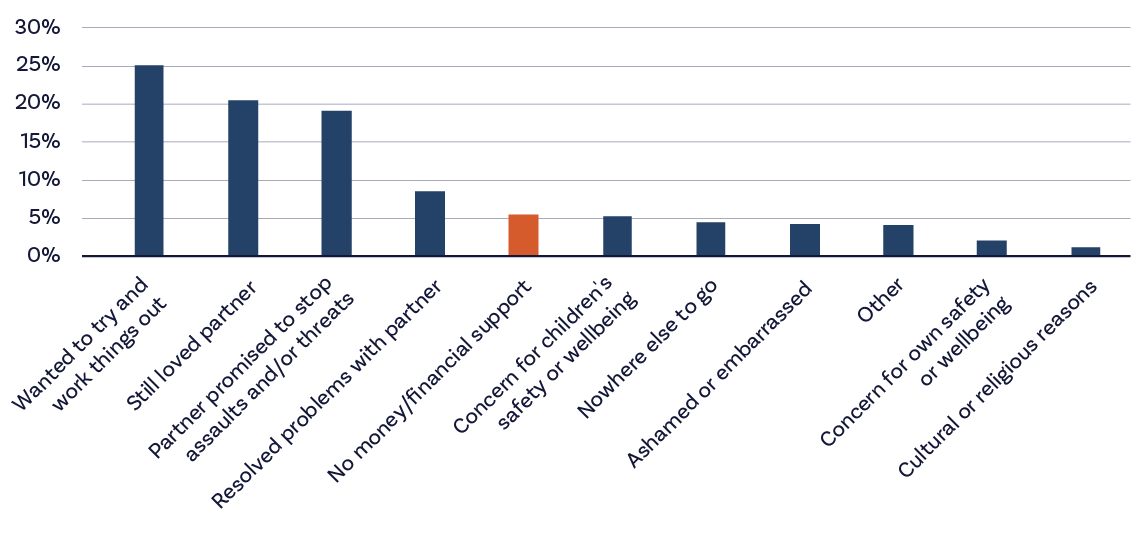 30%
25%
20%
15%
10%
5%
0%
Wanted to try and
work things out
Still loved partner
Partner promised to stop
assaults and/or threats
Resolved problems with partner
No money/financial support
Concern for children's
safety or wellbeing
Nowhere else to go
Ashamed or embarrassed
Other
Concern for own safety
or wellbeing
Cultural or religious reasons